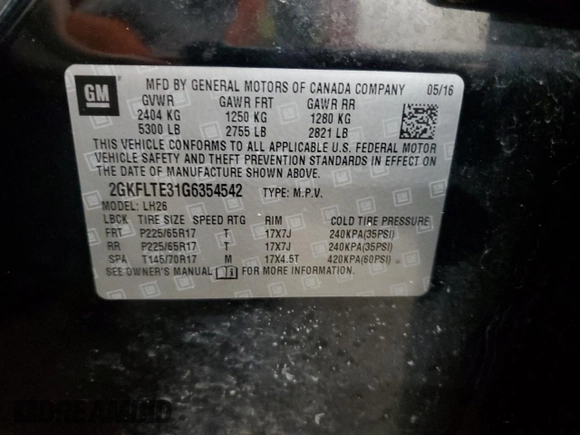 GM
MFD BY GENERAL MOTORS OF CANADA COMPANY 05/16
GVWR GAWR FRT GAWR RR
2404 KG 1250 KG 1280 KG
5300 LB 2755 LB 2821 LB
THIS VEHICLE CONFORMS TO ALL APPLICABLE U.S. FEDERAL MOTOR
VEHICLE SAFETY AND THEFT PREVENTION STANDARDS IN EFFECT ON
THE DATE OF MANUFACTURE SHOWN ABOVE.
2GKFLTE31G6354542 TYPE: M.P.V.
MODEL: LH26
LBCK TIRE SIZE SPEED RTG RIM COLD TIRE PRESSURE
FRT P225/65R17 T 17X7J 240KPA(35PSI)
RR P225/65R17 T 17X7J 240KPA(35PSI)
SPA T145/70R17 M 17X4.5T 420KPA(60PSI)
SEE OWNER'S MANUAL FOR MORE INFORMATION.
DREAMBID